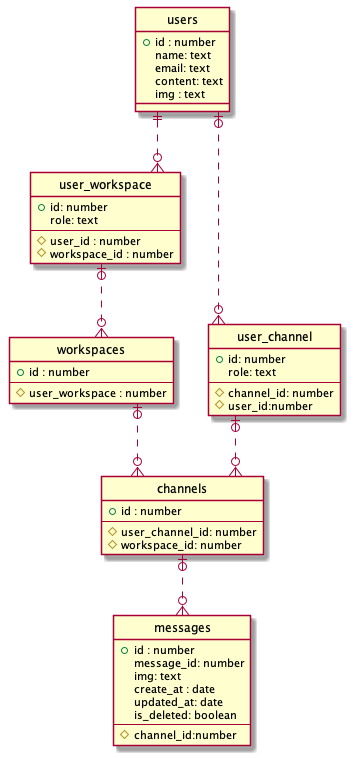 users
id : number
name: text
email: text
content: text
img : text
user_workspace
id: number
role: text
user_id : number
workspace_id : number
workspaces
id : number
user_workspace : number
user_channel
id: number
role: text
channel_id: number
user_id:number
channels
id : number
user_channel_id: number
workspace_id: number
messages
id : number
message_id: number
img: text
create_at : date
updated_at: date
is_deleted: boolean
channel_id:number